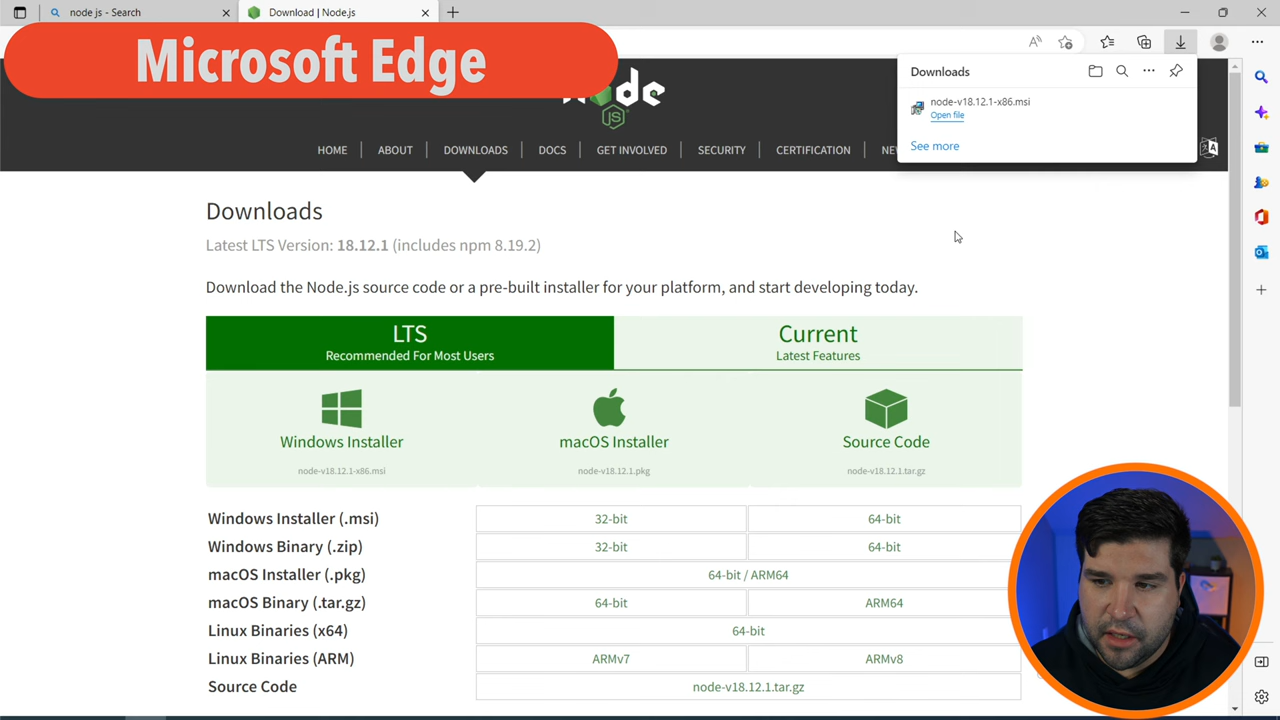 node js - Search
Download | Node.js
Microsoft Edge
de
JS
Downloads
node-v18.12.1-x86.msi
Open file
See more
HOME
ABOUT
DOWNLOADS
DOCS
GET INVOLVED
SECURITY
CERTIFICATION
Downloads
Latest LTS Version: 18.12.1 (includes npm 8.19.2)
Download the Node.js source code or a pre-built installer for your platform, and start developing today.
LTS
Recommended For Most Users
Current
Latest Features
Windows Installer
node-v18.12.1-x86.msi
macOS Installer
node-v18.12.1.pkg
Source Code
node-v18.12.1.tar.gz
Windows Installer (.msi) 32-bit 64-bit
Windows Binary (.zip) 32-bit 64-bit
macOS Installer (.pkg) 64-bit / ARM64
macOS Binary (.tar.gz) 64-bit ARM64
Linux Binaries (x64) 64-bit
Linux Binaries (ARM) ARMv7 ARMv8
Source Code node-v18.12.1.tar.gz